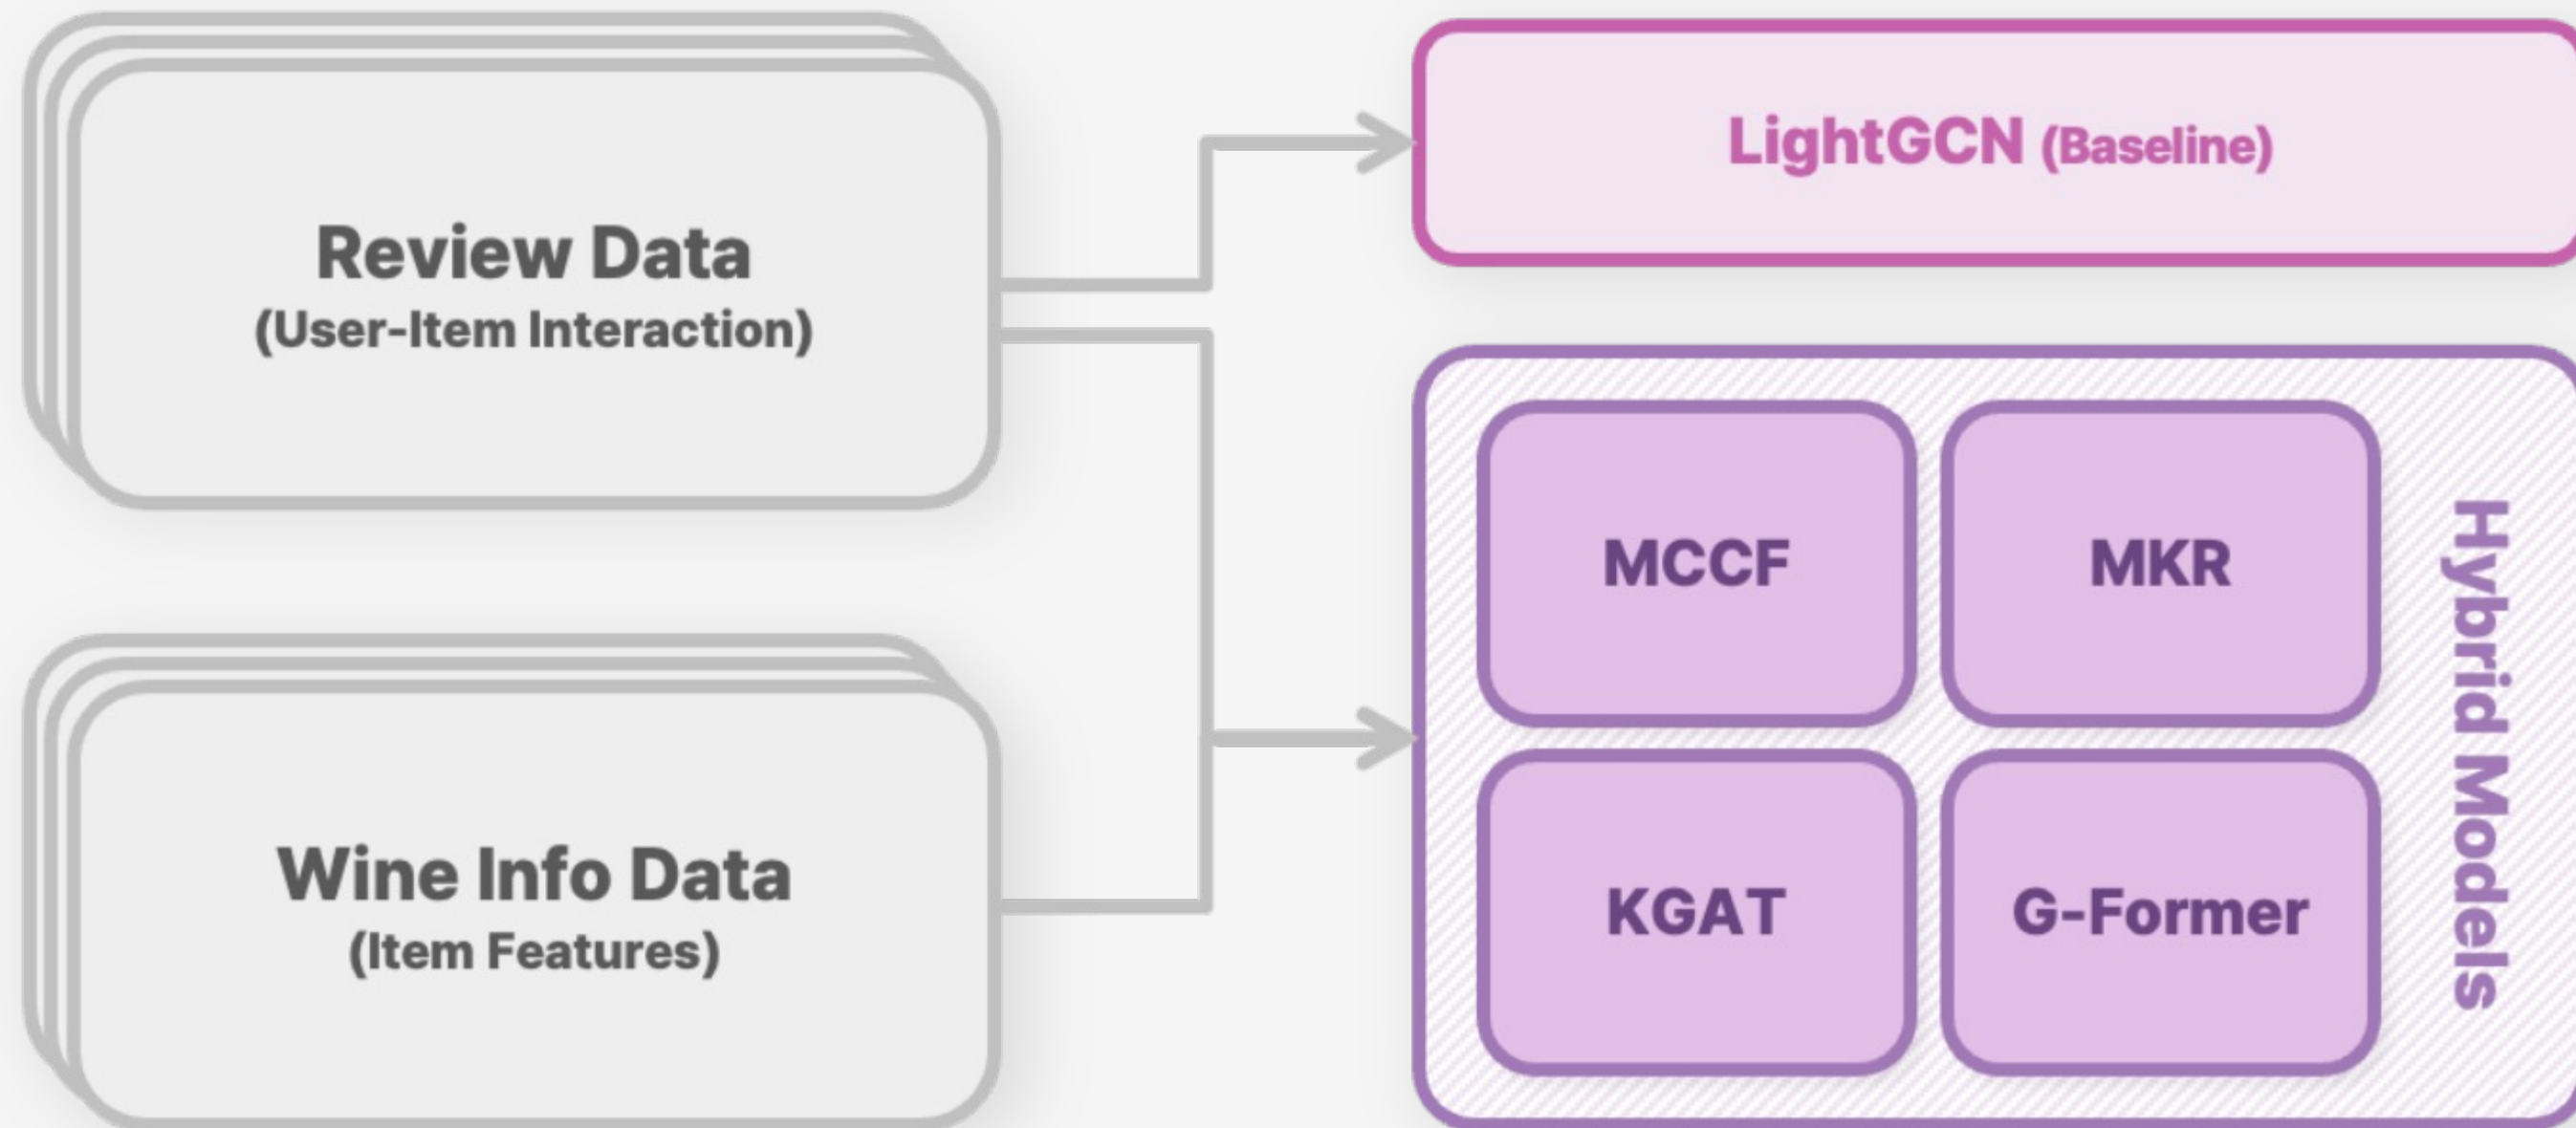 Review Data
(User-Item Interaction)
Wine Info Data
(Item Features)
LightGCN (Baseline)
MCCF
MKR
KGAT
G-Former
Hybrid Models